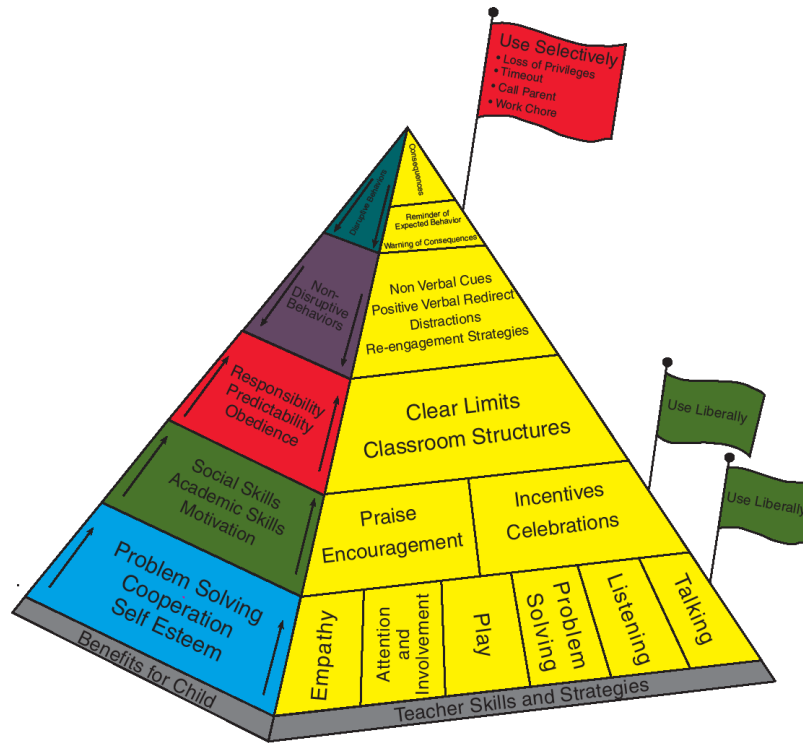 Use Selectively
• Loss of Privileges
• Timeout
• Call Parent
• Work Chore
Consequences
Disruptive Behaviors
Reminder of
Expected Behavior
Warning of Consequences
Non-
Disruptive
Behaviors
Non Verbal Cues
Positive Verbal Redirect
Distractions
Re-engagement Strategies
Responsibility
Predictability
Obedience
Clear Limits
Classroom Structures
Use Liberally
Social Skills
Academic Skills
Motivation
Praise
Encouragement
Incentives
Celebrations
Use Liberally
Problem Solving
Cooperation
Self Esteem
Empathy
Attention
and
Involvement
Play
Problem
Solving
Listening
Talking
Benefits for Child
Teacher Skills and Strategies